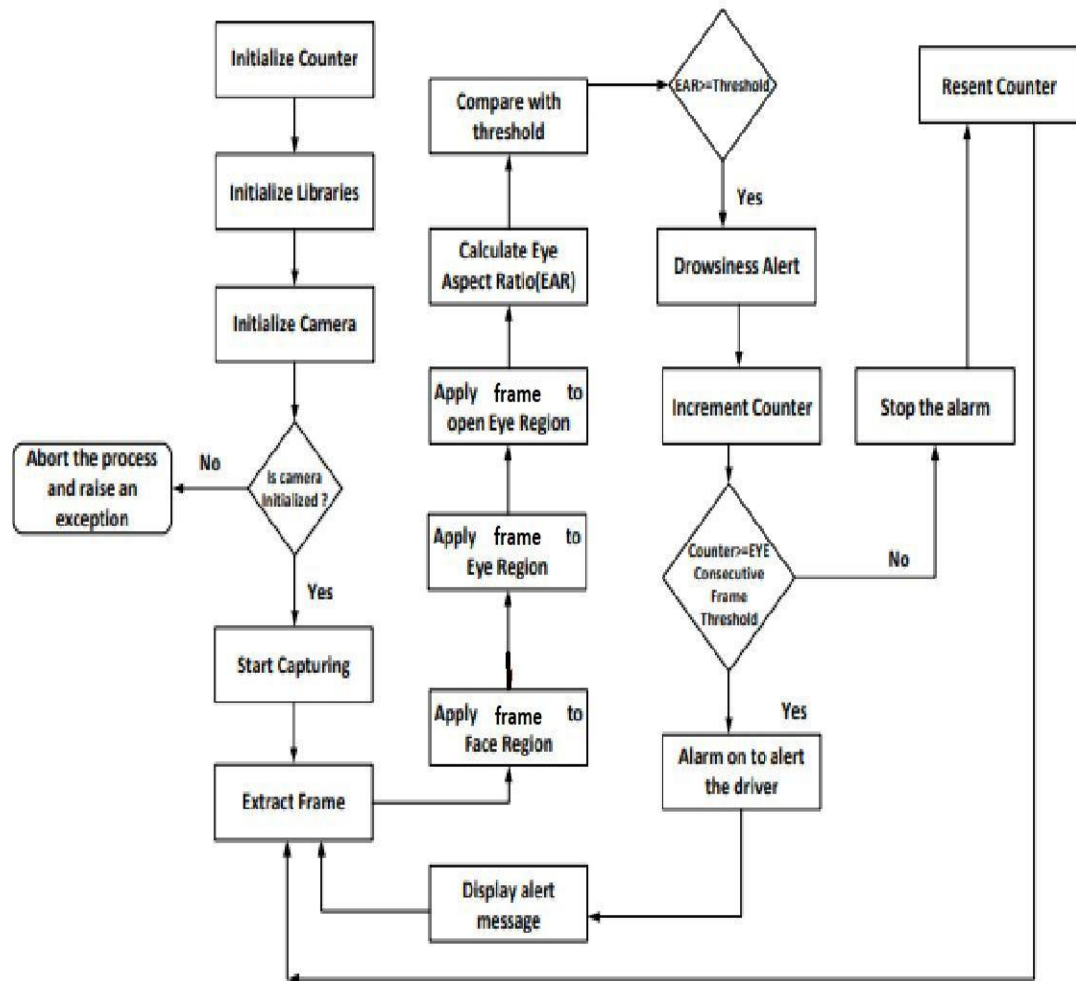 Initialize Counter
Initialize Libraries
Initialize Camera
Is camera
Initialized ?
No
Abort the process
and raise an
exception
Yes
Start Capturing
Extract Frame
Apply frame to
Face Region
Apply frame to
Eye Region
Apply frame to
open Eye Region
Calculate Eye
Aspect Ratio(EAR)
Compare with
threshold
EAR>=Threshold
Yes
Drowsiness Alert
Increment Counter
Counter>=EYE
Consecutive
Frame
Threshold
No
Stop the alarm
Resent Counter
Yes
Alarm on to alert
the driver
Display alert
message